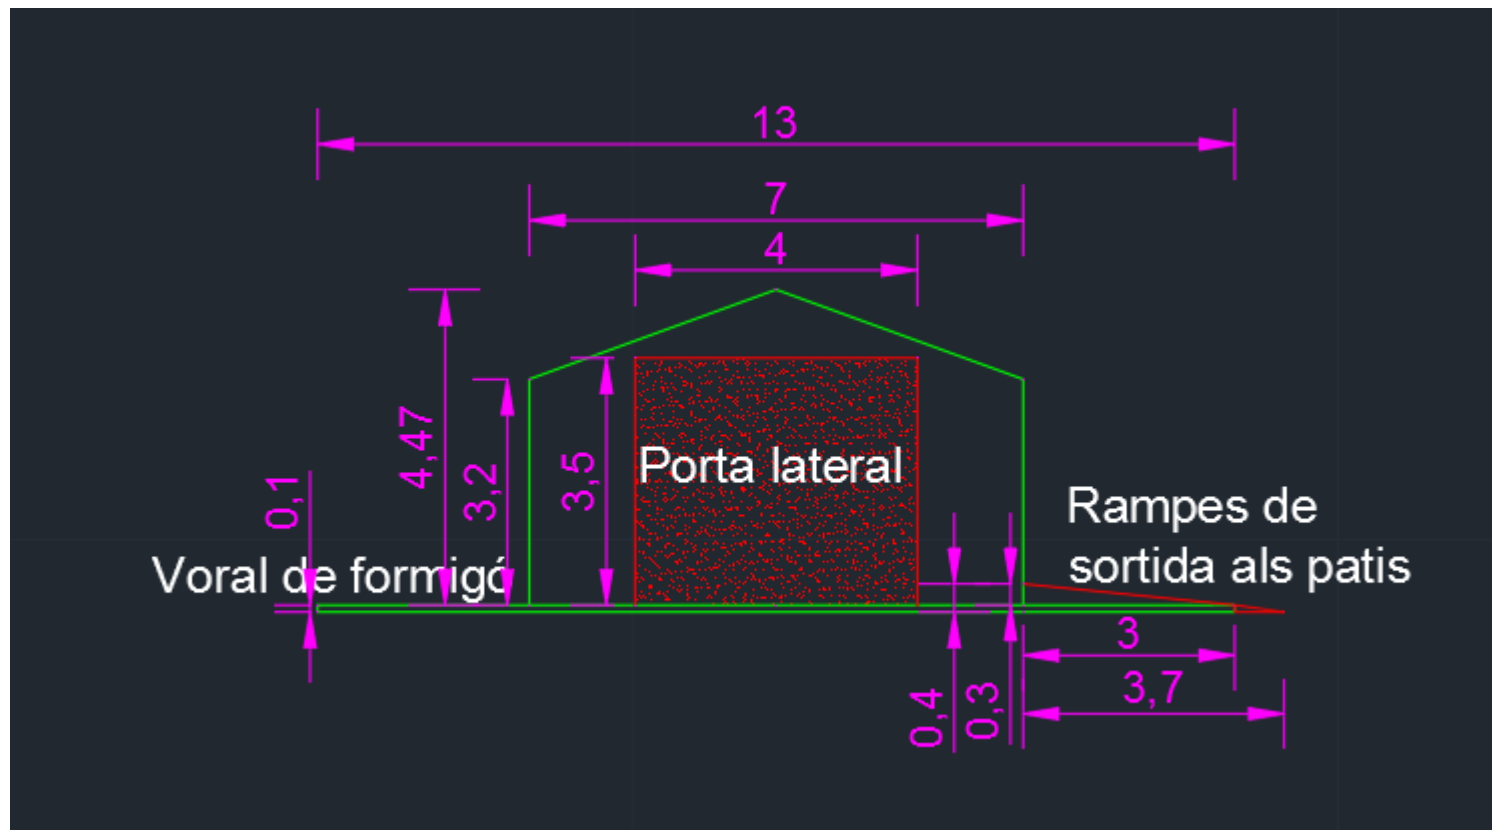 13
7
4
4,47
3,2
3,5
0,1
Porta lateral
Voral de formigó
Rampes de
sortida als patis
3
3,7
0,4
0,3